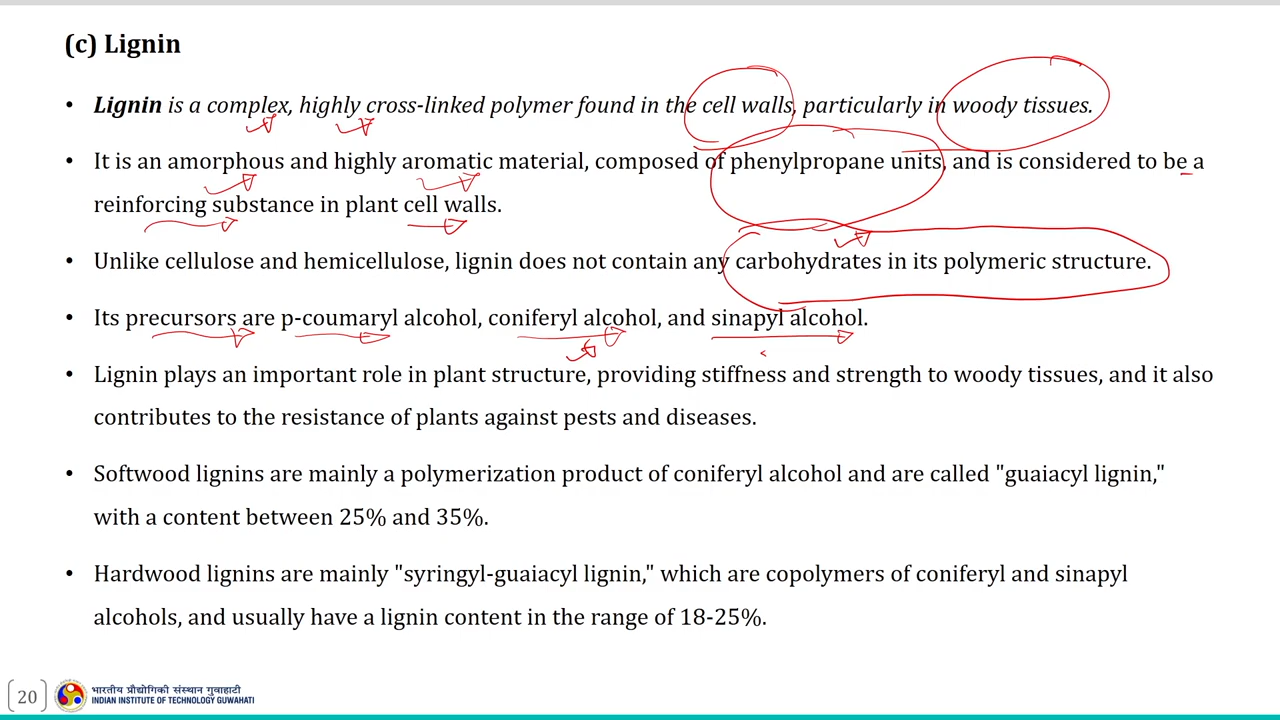 (c) Lignin
• Lignin is a complex, highly cross-linked polymer found in the cell walls, particularly in woody tissues.
• It is an amorphous and highly aromatic material, composed of phenylpropane units, and is considered to be a
reinforcing substance in plant cell walls.
• Unlike cellulose and hemicellulose, lignin does not contain any carbohydrates in its polymeric structure.
• Its precursors are p-coumaryl alcohol, coniferyl alcohol, and sinapyl alcohol.
• Lignin plays an important role in plant structure, providing stiffness and strength to woody tissues, and it also
contributes to the resistance of plants against pests and diseases.
• Softwood lignins are mainly a polymerization product of coniferyl alcohol and are called "guaiacyl lignin,"
with a content between 25% and 35%.
• Hardwood lignins are mainly "syringyl-guaiacyl lignin," which are copolymers of coniferyl and sinapyl
alcohols, and usually have a lignin content in the range of 18-25%.
20
भारतीय प्रौद्योगिकी संस्थान गुवाहाटी
INDIAN INSTITUTE OF TECHNOLOGY GUWAHATI